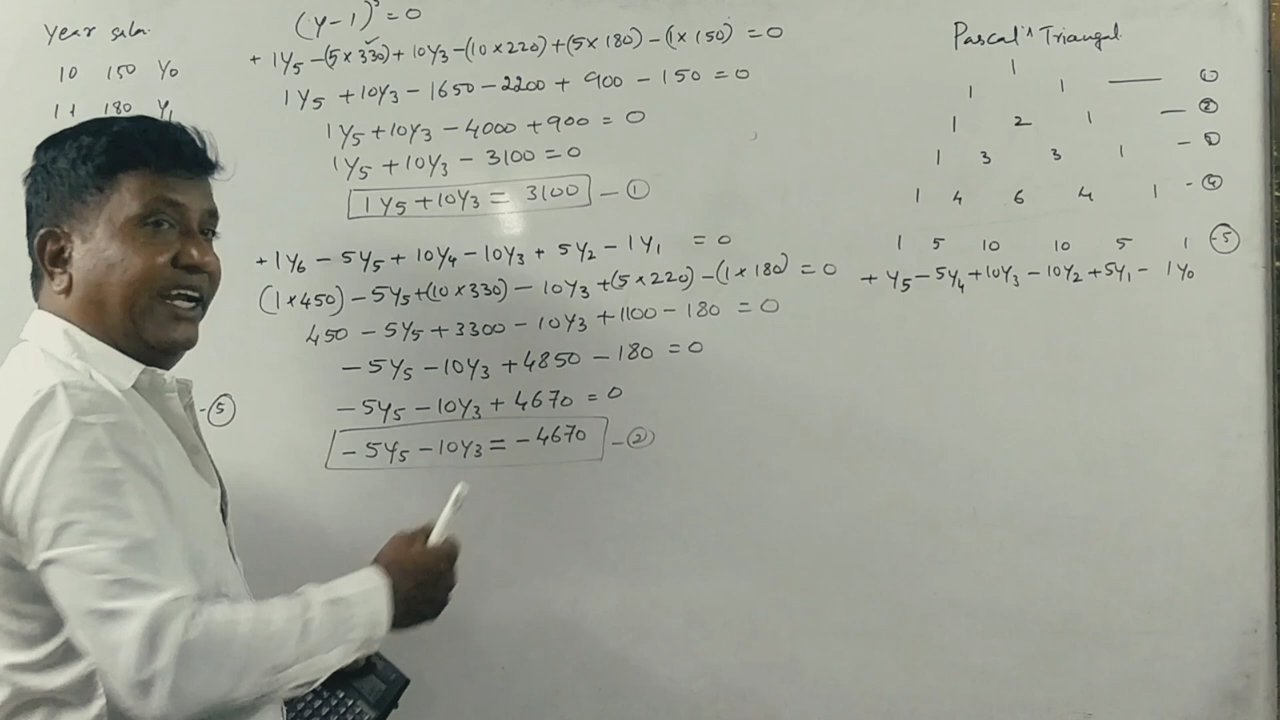 Year
10 150 Y₀
11 180 Y₁
- ⑤
(Y-1)⁵ = 0
+ 1Y₅ - (5 × 330) + 10Y₃ - (10 × 220) + (5 × 180) - (1 × 150) = 0
1Y₅ + 10Y₃ - 1650 - 2200 + 900 - 150 = 0
1Y₅ + 10Y₃ - 4000 + 900 = 0
1Y₅ + 10Y₃ - 3100 = 0
1Y₅ + 10Y₃ = 3100 - ①
+ 1Y₆ - 5Y₅ + 10Y₄ - 10Y₃ + 5Y₂ - 1Y₁ = 0
(1 × 450) - 5Y₅ + (10 × 330) - 10Y₃ + (5 × 220) - (1 × 180) = 0
450 - 5Y₅ + 3300 - 10Y₃ + 1100 - 180 = 0
- 5Y₅ - 10Y₃ + 4850 - 180 = 0
- 5Y₅ - 10Y₃ + 4670 = 0
- 5Y₅ - 10Y₃ = - 4670 - ②
Pascal's Triangal
1
1 1 — ①
1 2 1 — ②
1 3 3 1 -
1 4 6 4 1 - ④
1 5 10 10 5 1 - ⑤
+ Y₅ - 5Y₄ + 10Y₃ - 10Y₂ + 5Y₁ - 1Y₀